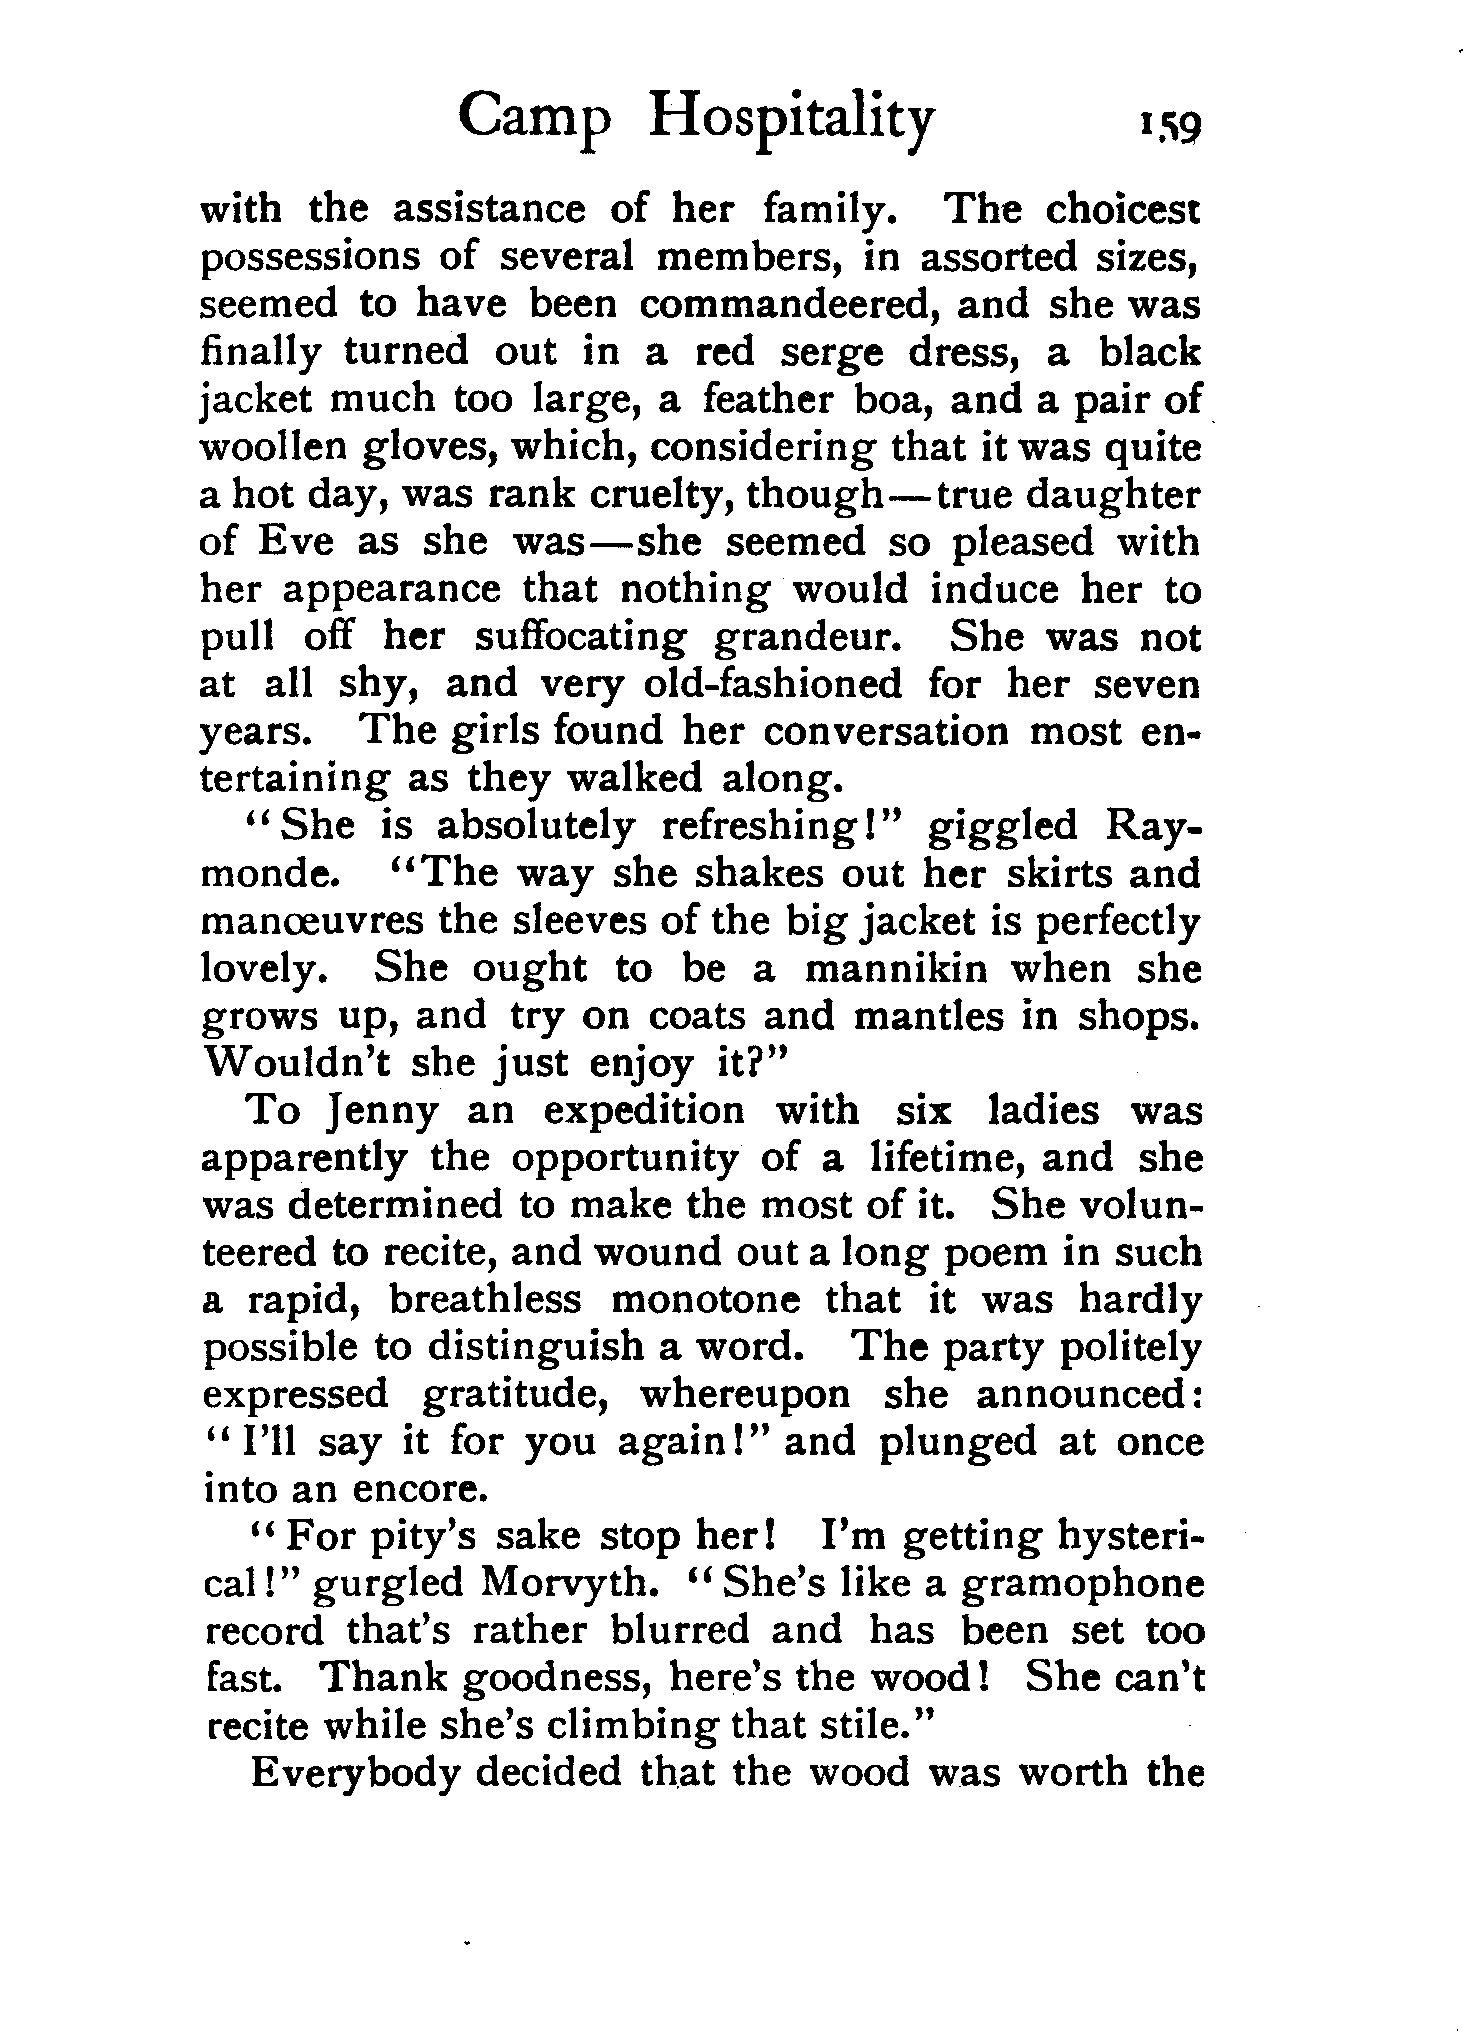 Camp Hospitality 159
with the assistance of her family. The choicest
possessions of several members, in assorted sizes,
seemed to have been commandeered, and she was
finally turned out in a red serge dress, a black
jacket much too large, a feather boa, and a pair of
woollen gloves, which, considering that it was quite
a hot day, was rank cruelty, though—true daughter
of Eve as she was—she seemed so pleased with
her appearance that nothing would induce her to
pull off her suffocating grandeur. She was not
at all shy, and very old-fashioned for her seven
years. The girls found her conversation most en-
tertaining as they walked along.
"She is absolutely refreshing!" giggled Ray-
monde. "The way she shakes out her skirts and
manœuvres the sleeves of the big jacket is perfectly
lovely. She ought to be a mannikin when she
grows up, and try on coats and mantles in shops.
Wouldn't she just enjoy it?"
To Jenny an expedition with six ladies was
apparently the opportunity of a lifetime, and she
was determined to make the most of it. She volun-
teered to recite, and wound out a long poem in such
a rapid, breathless monotone that it was hardly
possible to distinguish a word. The party politely
expressed gratitude, whereupon she announced:
"I'll say it for you again!" and plunged at once
into an encore.
"For pity's sake stop her! I'm getting hysteri-
cal!" gurgled Morvyth. "She's like a gramophone
record that's rather blurred and has been set too
fast. Thank goodness, here's the wood! She can't
recite while she's climbing that stile."
Everybody decided that the wood was worth the